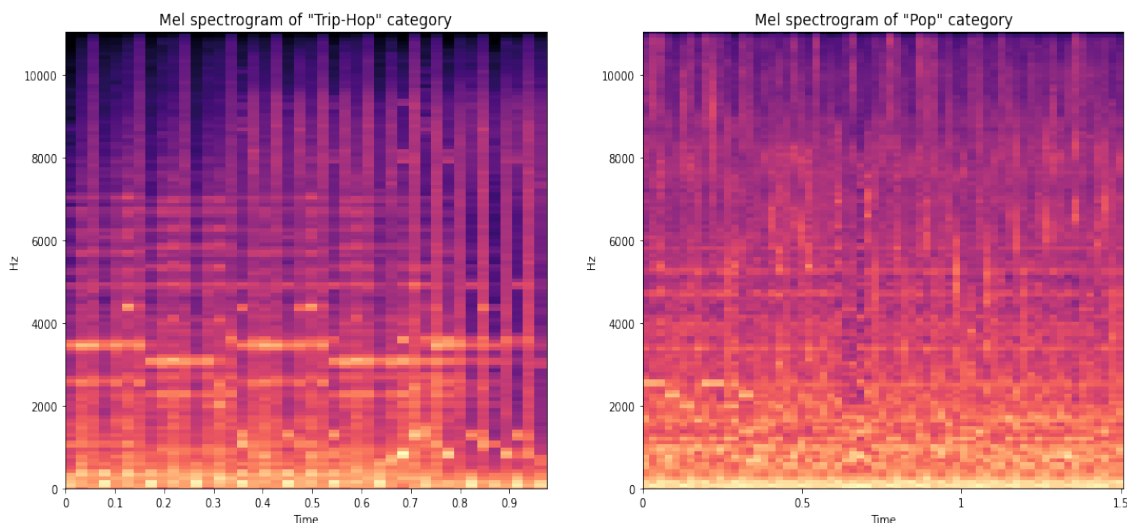 Mel spectrogram of "Trip-Hop" category
10000
8000
6000
4000
2000
0
Hz
0 0.1 0.2 0.3 0.4 0.5 0.6 0.7 0.8 0.9
Time
Mel spectrogram of "Pop" category
10000
8000
6000
4000
2000
0
Hz
0 0.5 1 1.5
Time